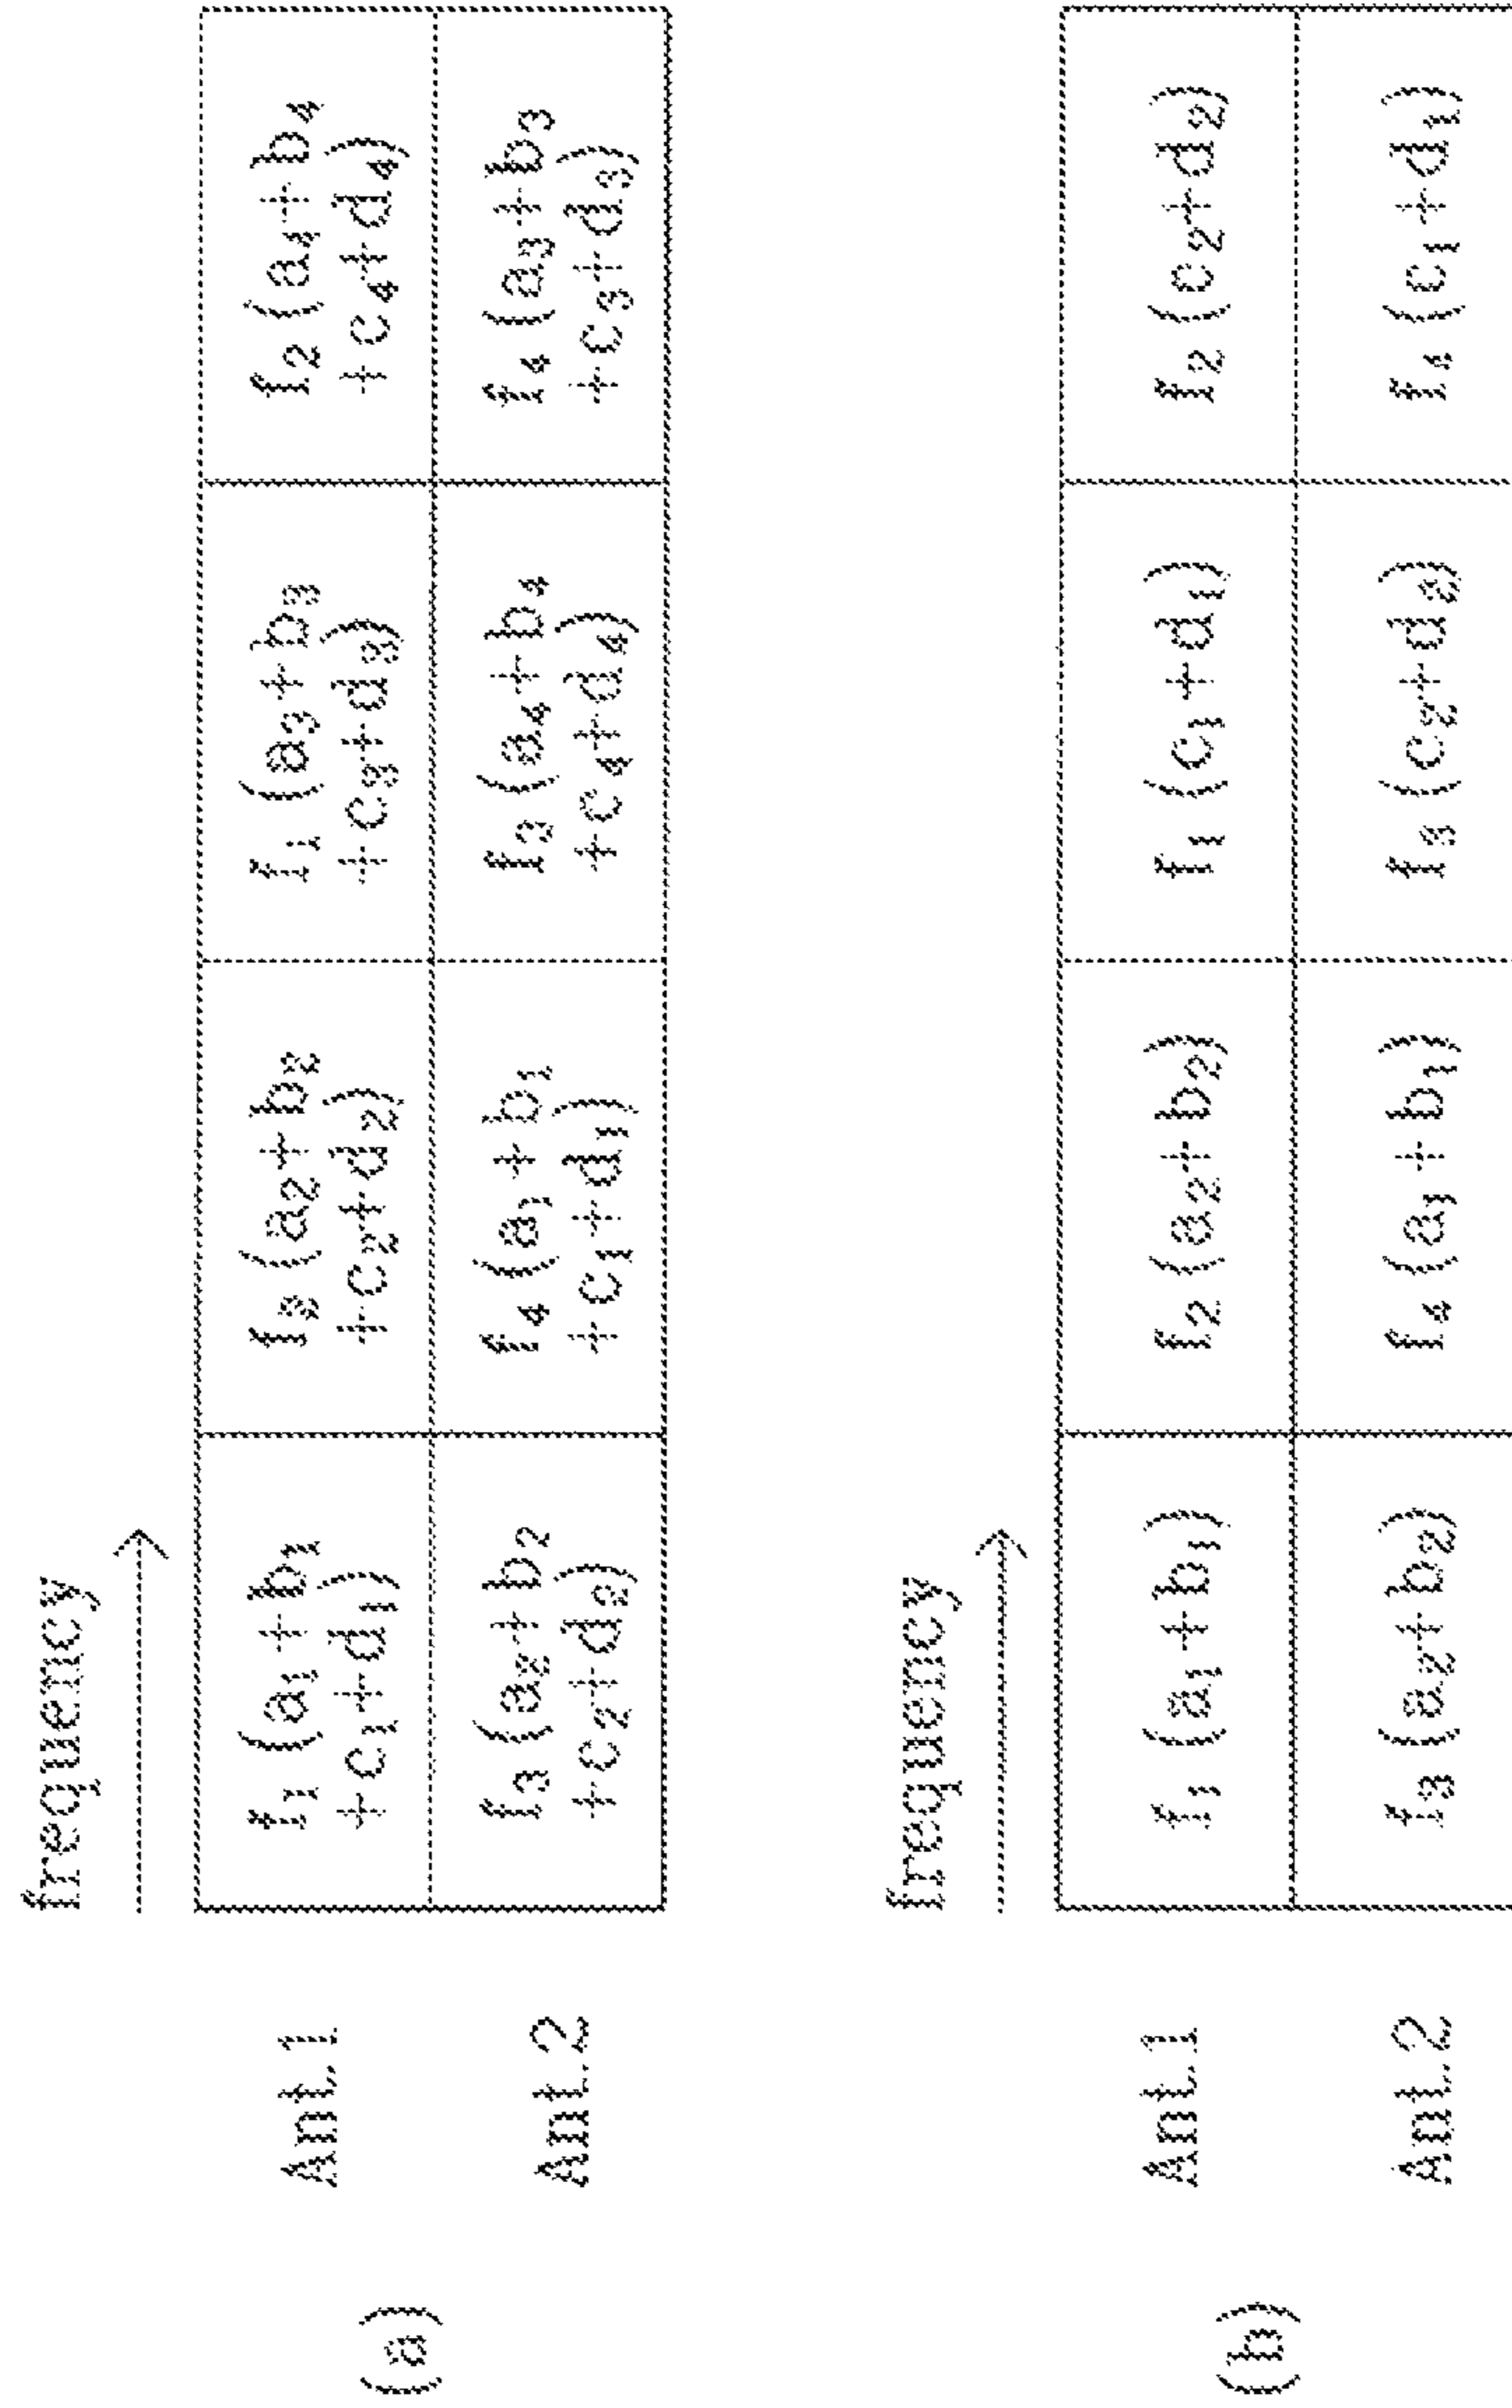 frequency
Ant.1
f₁(a₁+b₁
+c₁+d₁)
f₂(a₂+b₂
+c₂+d₂)
f₁(a₃+b₃
+c₃+d₃)
f₂(a₄+b₄
+c₄+d₄)
Ant.2
f₃(a₂+b₂
+c₂+d₂)
f₄(a₁+b₁
+c₁+d₁)
f₃(a₄+b₄
+c₄+d₄)
f₄(a₃+b₃
+c₃+d₃)
(a)
frequency
Ant.1
f₁(a₁+b₁)
f₂(a₂+b₂)
f₁(c₁+d₁)
f₂(c₂+d₂)
Ant.2
f₃(a₂+b₂)
f₄(a₁+b₁)
f₃(c₂+d₂)
f₄(c₁+d₁)
(b)